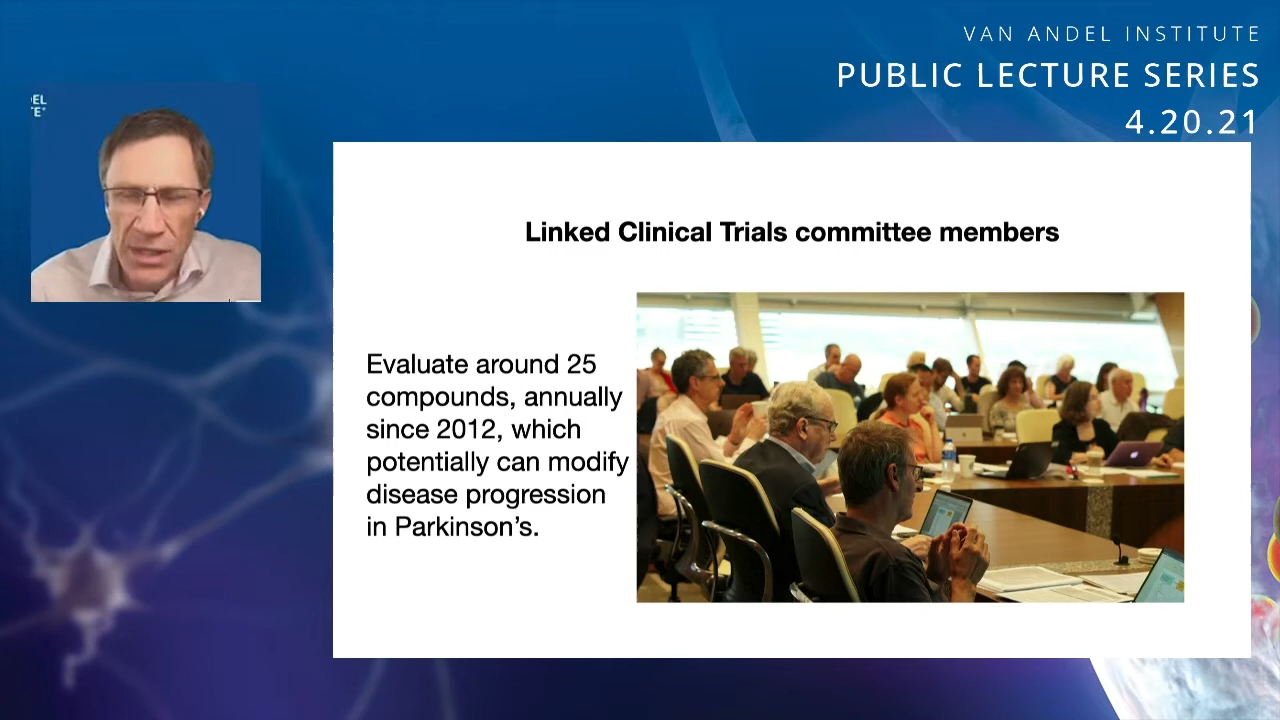 VAN ANDEL INSTITUTE
PUBLIC LECTURE SERIES
4.20.21
Linked Clinical Trials committee members
Evaluate around 25
compounds, annually
since 2012, which
potentially can modify
disease progression
in Parkinson’s.